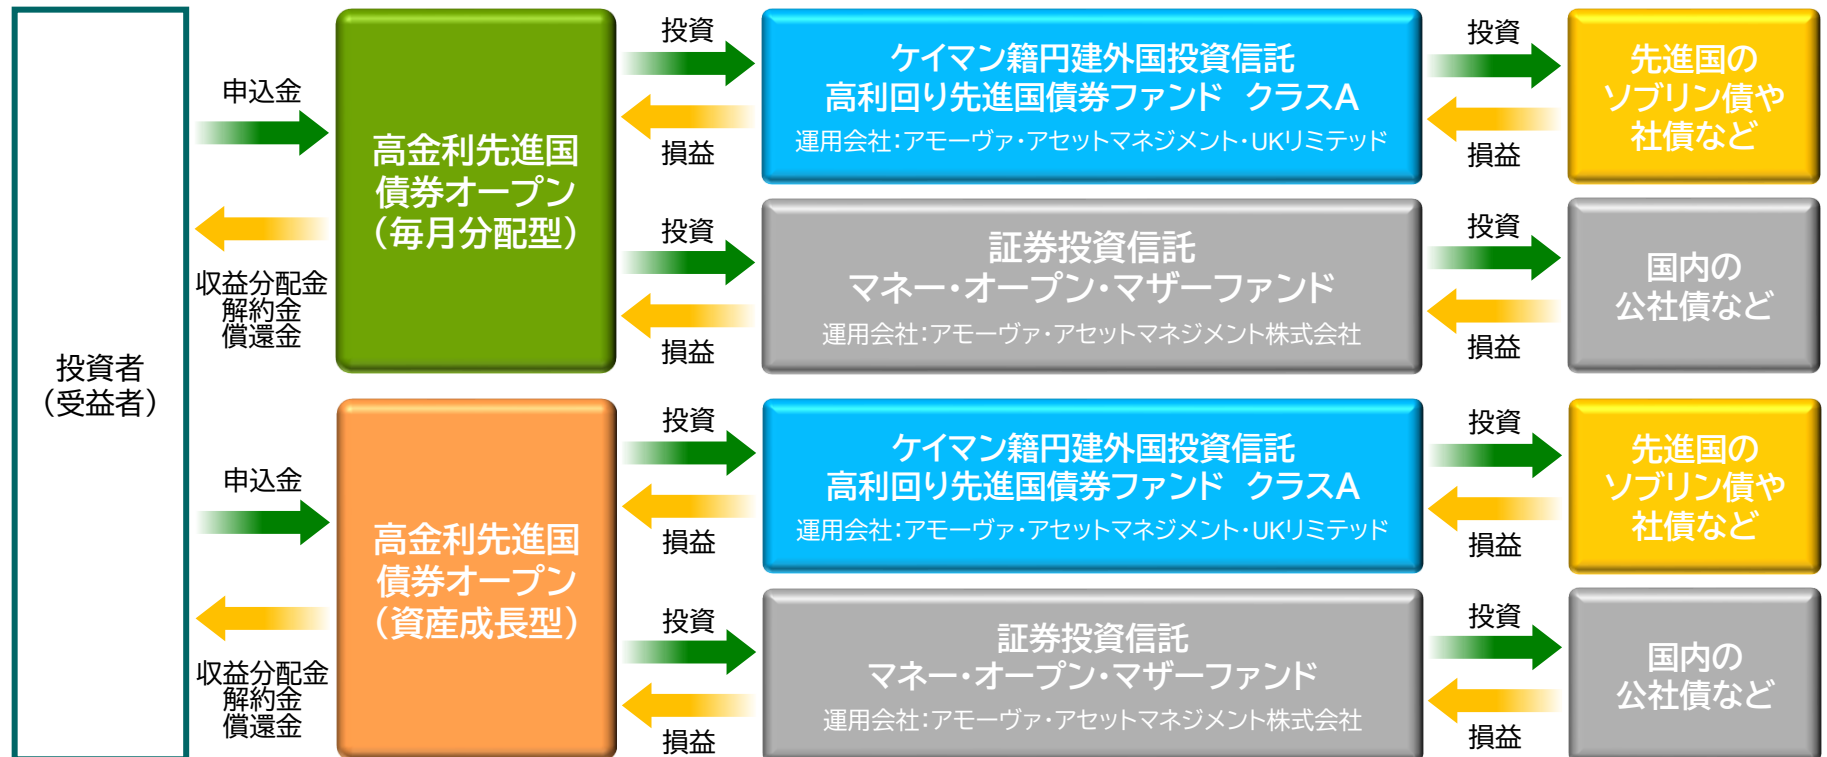 投資者
（受益者）
申込金
収益分配金
解約金
償還金
高金利先進国
債券オープン
（毎月分配型）
投資
損益
ケイマン籍円建外国投資信託
高利回り先進国債券ファンド クラスA
運用会社：アモーヴァ・アセットマネジメント・UKリミテッド
投資
損益
先進国の
ソブリン債や
社債など
投資
損益
証券投資信託
マネー・オープン・マザーファンド
運用会社：アモーヴァ・アセットマネジメント株式会社
投資
損益
国内の
公社債など
申込金
収益分配金
解約金
償還金
高金利先進国
債券オープン
（資産成長型）
投資
損益
ケイマン籍円建外国投資信託
高利回り先進国債券ファンド クラスA
運用会社：アモーヴァ・アセットマネジメント・UKリミテッド
投資
損益
先進国の
ソブリン債や
社債など
投資
損益
証券投資信託
マネー・オープン・マザーファンド
運用会社：アモーヴァ・アセットマネジメント株式会社
投資
損益
国内の
公社債など